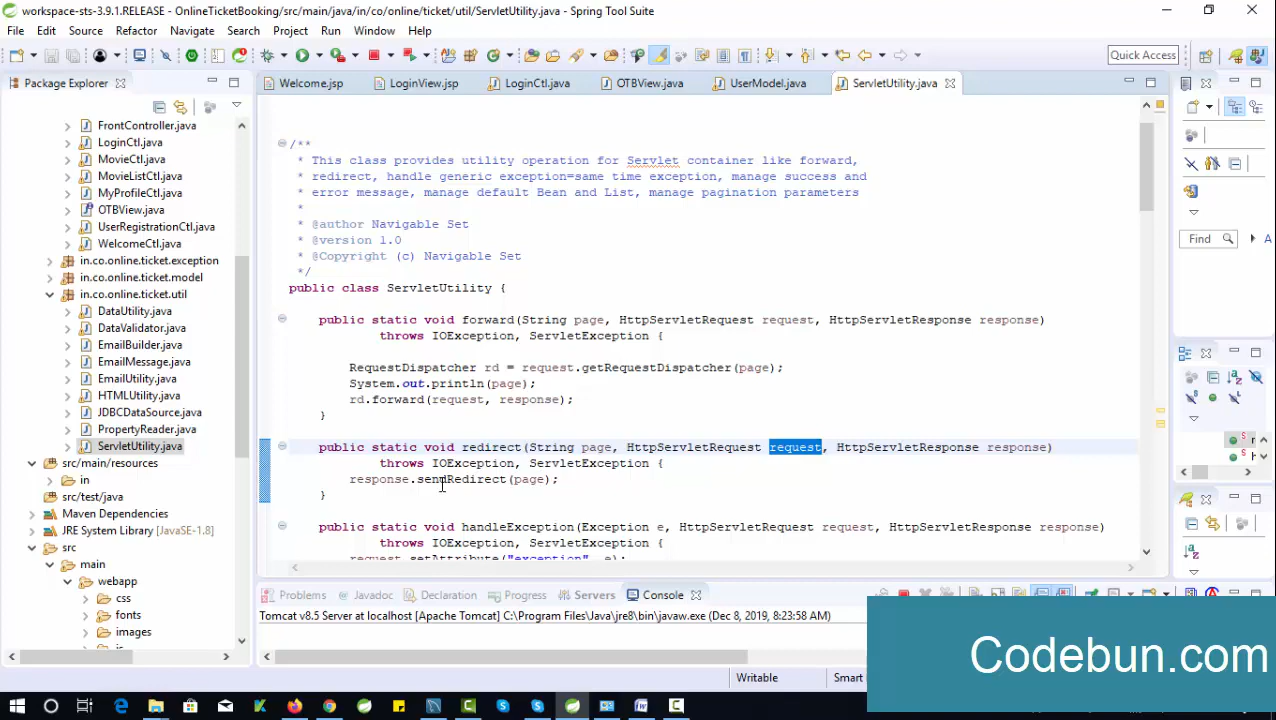 workspace-sts-3.9.1.RELEASE - OnlineTicketBooking/src/main/java/in/co/online/ticket/util/ServletUtility.java - Spring Tool Suite
File Edit Source Refactor Navigate Search Project Run Window Help
Quick Access
Package Explorer
Welcome.jsp LoginView.jsp LoginCtl.java OTBView.java UserModel.java ServletUtility.java
FrontController.java
LoginCtl.java
MovieCtl.java
MovieListCtl.java
MyProfileCtl.java
OTBView.java
UserRegistrationCtl.java
WelcomeCtl.java
in.co.online.ticket.exception
in.co.online.ticket.model
in.co.online.ticket.util
DataUtility.java
DataValidator.java
EmailBuilder.java
EmailMessage.java
EmailUtility.java
HTMLUtility.java
JDBCDataSource.java
PropertyReader.java
ServletUtility.java
src/main/resources
in
src/test/java
Maven Dependencies
JRE System Library [JavaSE-1.8]
src
main
webapp
css
fonts
images
/**
* This class provides utility operation for Servlet container like forward,
* redirect, handle generic exception=same time exception, manage success and
* error message, manage default Bean and List, manage pagination parameters
*
* @author Navigable Set
* @version 1.0
* @Copyright (c) Navigable Set
*/
public class ServletUtility {
public static void forward(String page, HttpServletRequest request, HttpServletResponse response)
throws IOException, ServletException {
RequestDispatcher rd = request.getRequestDispatcher(page);
System.out.println(page);
rd.forward(request, response);
}
public static void redirect(String page, HttpServletRequest request, HttpServletResponse response)
throws IOException, ServletException {
response.sendRedirect(page);
}
public static void handleException(Exception e, HttpServletRequest request, HttpServletResponse response)
throws IOException, ServletException {
request.setAttribute("exception", e);
Find A
Problems Javadoc Declaration Progress Servers Console
Tomcat v8.5 Server at localhost [Apache Tomcat] C:\Program Files\Java\jre8\bin\javaw.exe (Dec 8, 2019, 8:23:58 AM)
Writable Smart
Codebun.com